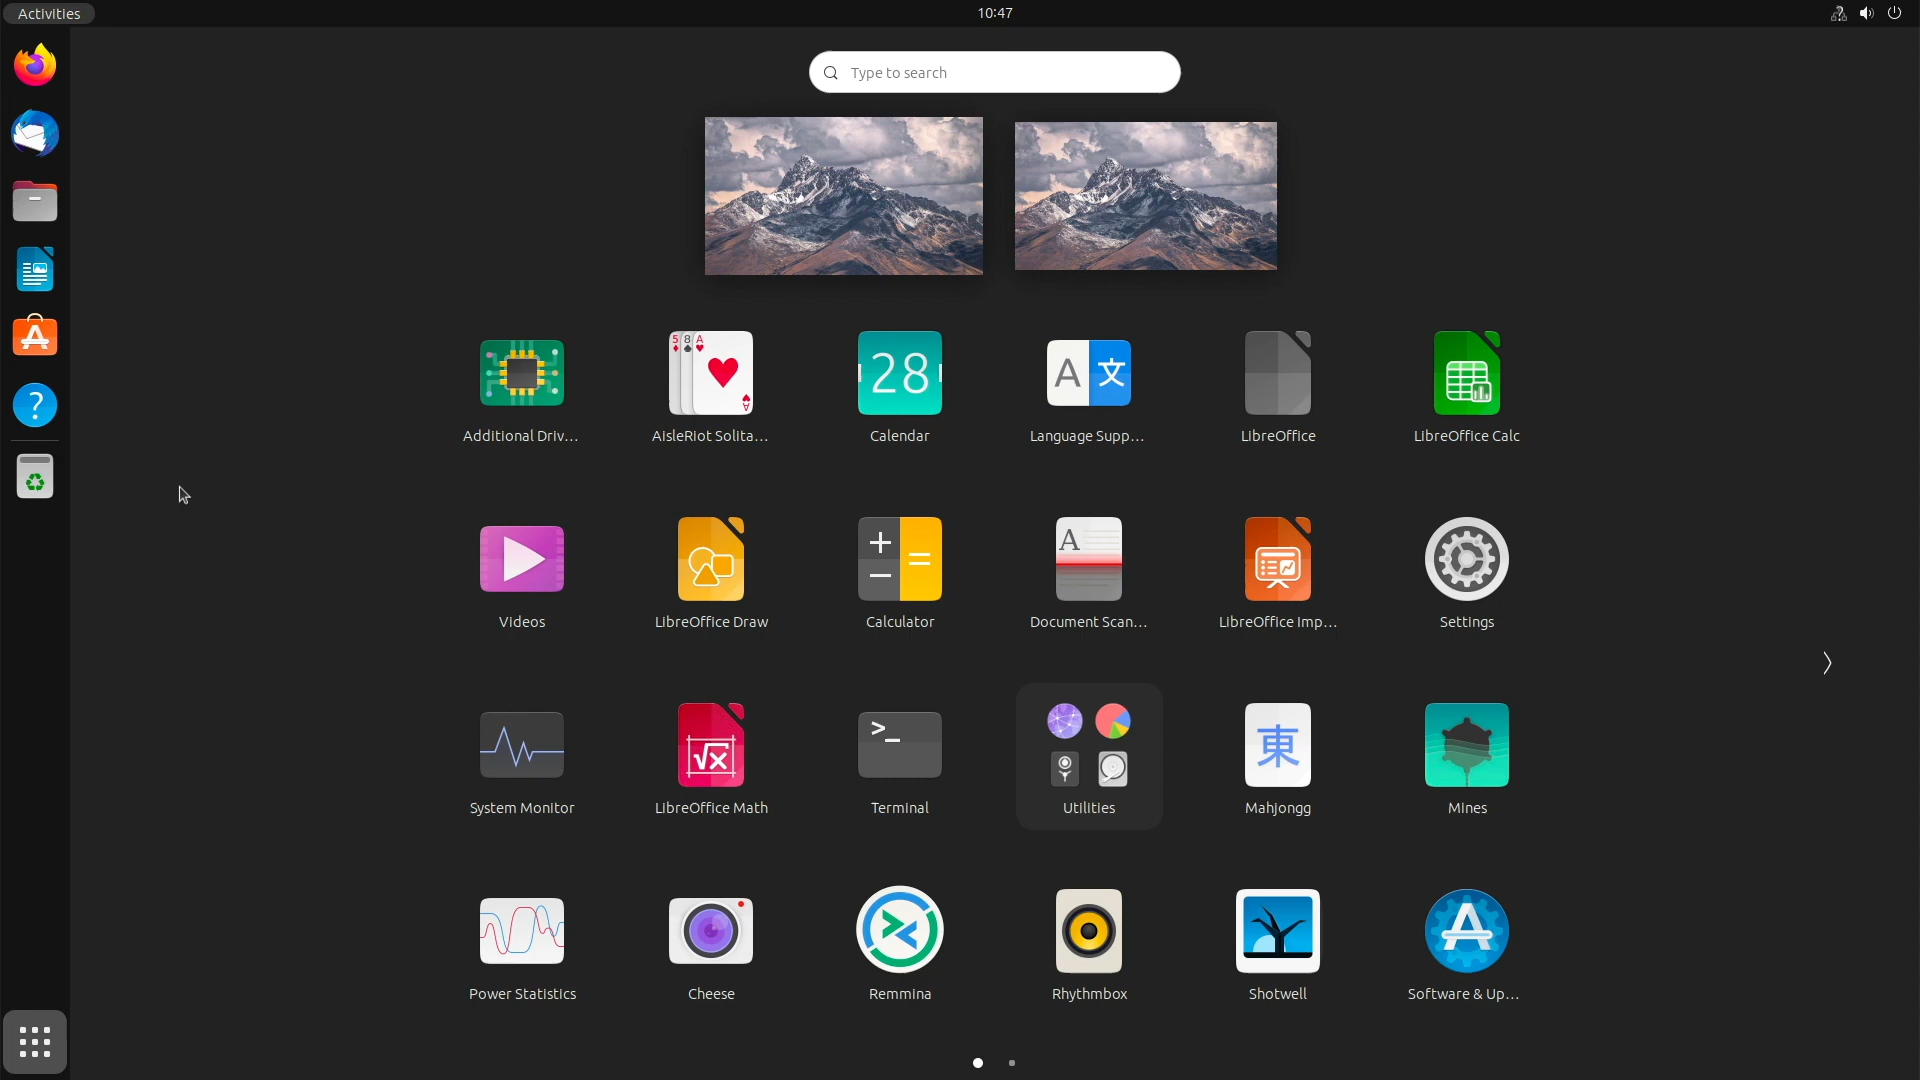 Activities
10:47
Type to search
5 8 A
A
28
A 文
Additional Driv...
AisleRiot Solita...
Calendar
Language Supp...
LibreOffice
LibreOffice Calc
A
Videos
LibreOffice Draw
Calculator
Document Scan...
LibreOffice Imp...
Settings
>_
東
System Monitor
LibreOffice Math
Terminal
Utilities
Mahjongg
Mines
Power Statistics
Cheese
Remmina
Rhythmbox
Shotwell
Software & Up...